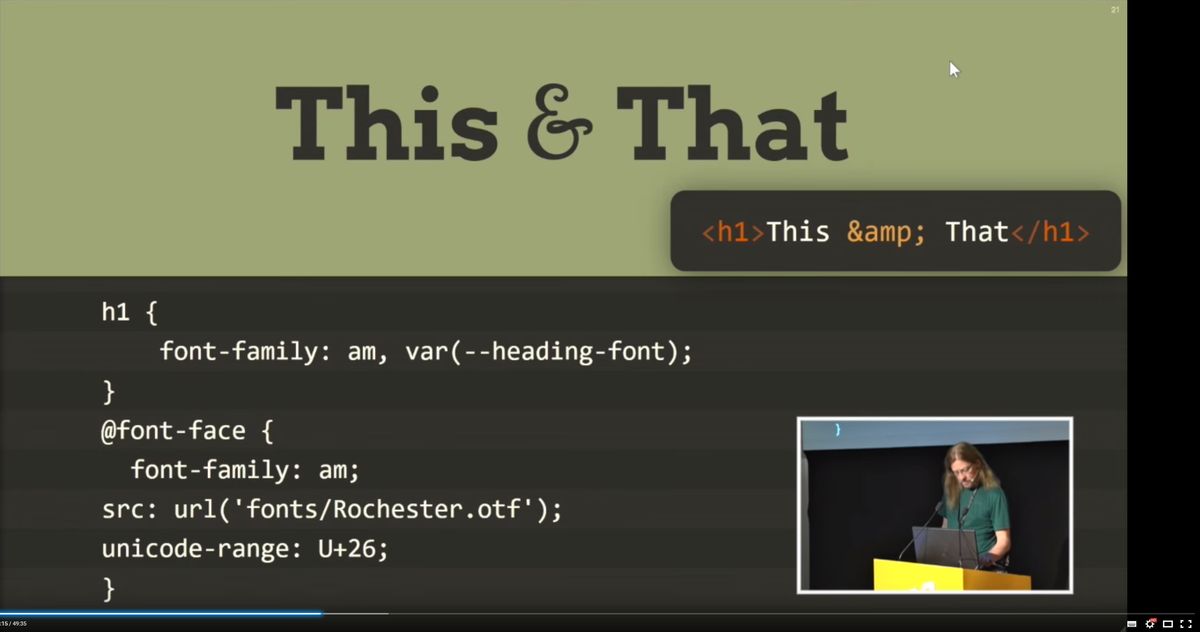 21
This & That
<h1>This &amp; That</h1>
h1 {
font-family: am, var(--heading-font);
}
@font-face {
font-family: am;
src: url('fonts/Rochester.otf');
unicode-range: U+26;
}
}
:15 / 49:35